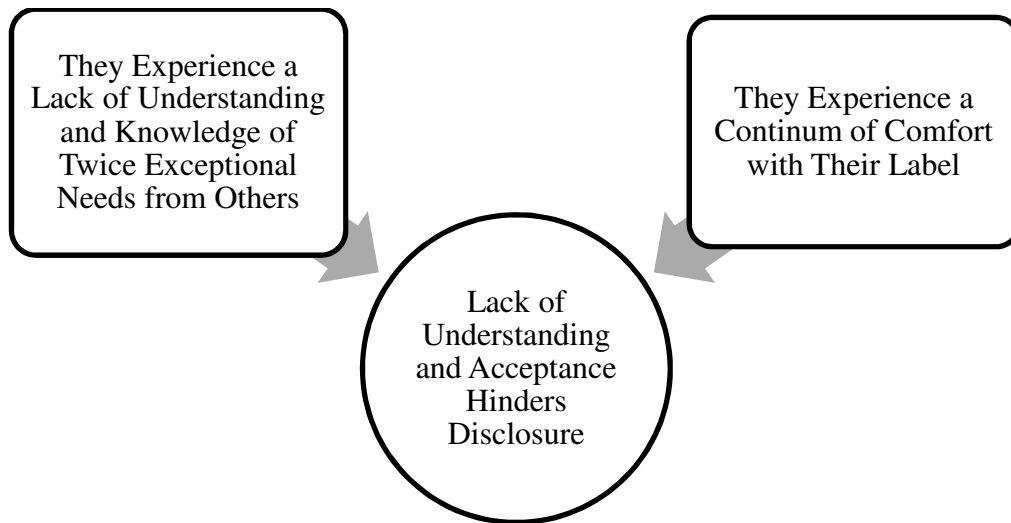 They Experience a
Lack of Understanding
and Knowledge of
Twice Exceptional
Needs from Others
They Experience a
Continum of Comfort
with Their Label
Lack of
Understanding
and Acceptance
Hinders
Disclosure